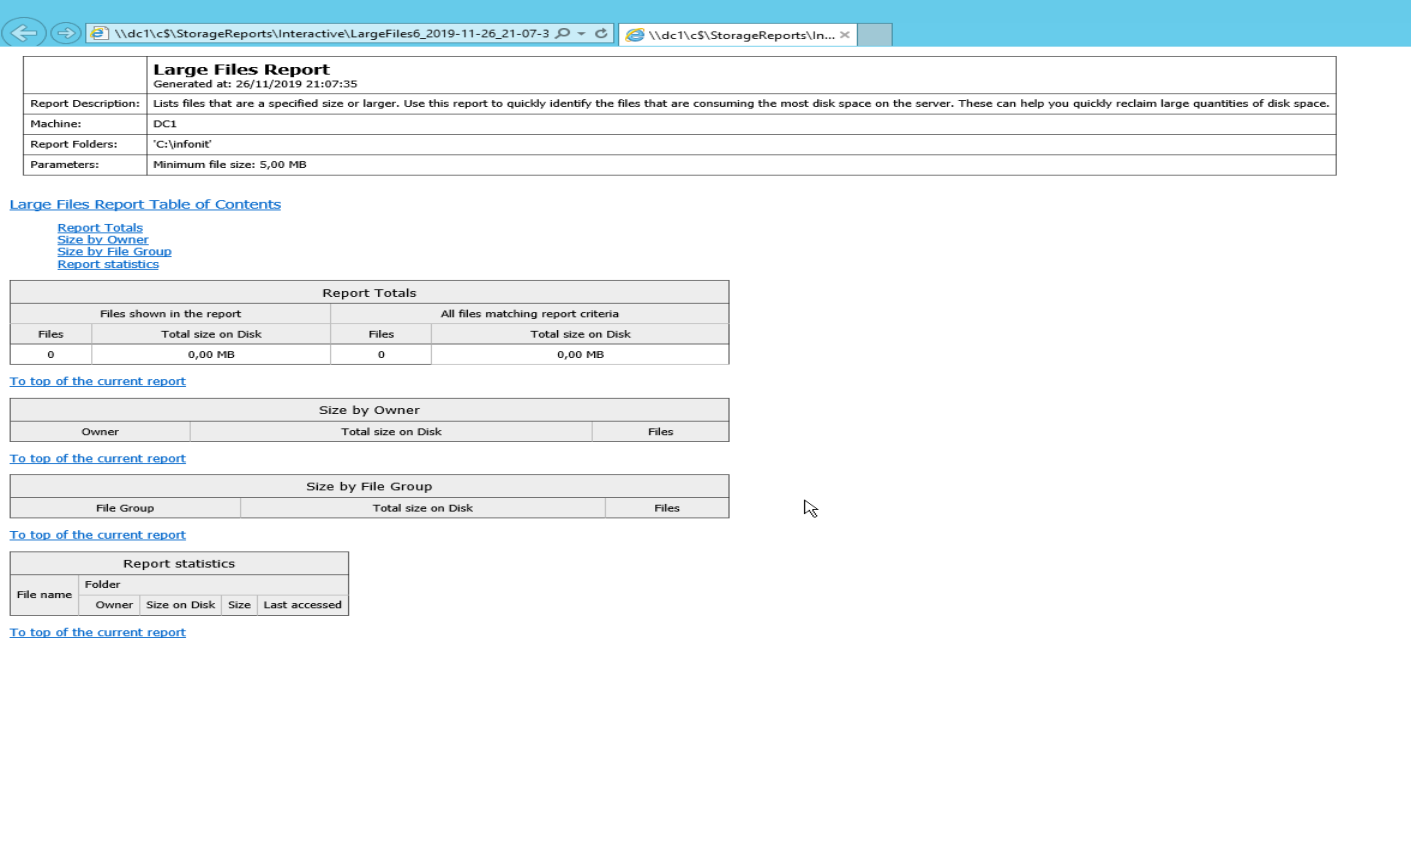 \\dc1\c$\StorageReports\Interactive\LargeFiles6_2019-11-26_21-07-3
\\dc1\c$\StorageReports\In...
Large Files Report
Generated at: 26/11/2019 21:07:35
Report Description: Lists files that are a specified size or larger. Use this report to quickly identify the files that are consuming the most disk space on the server. These can help you quickly reclaim large quantities of disk space.
Machine: DC1
Report Folders: 'C:\infonit'
Parameters: Minimum file size: 5,00 MB
Large Files Report Table of Contents
Report Totals
Size by Owner
Size by File Group
Report statistics
Report Totals
Files shown in the report All files matching report criteria
Files Total size on Disk Files Total size on Disk
0 0,00 MB 0 0,00 MB
To top of the current report
Size by Owner
Owner Total size on Disk Files
To top of the current report
Size by File Group
File Group Total size on Disk Files
To top of the current report
Report statistics
File name Folder
Owner Size on Disk Size Last accessed
To top of the current report